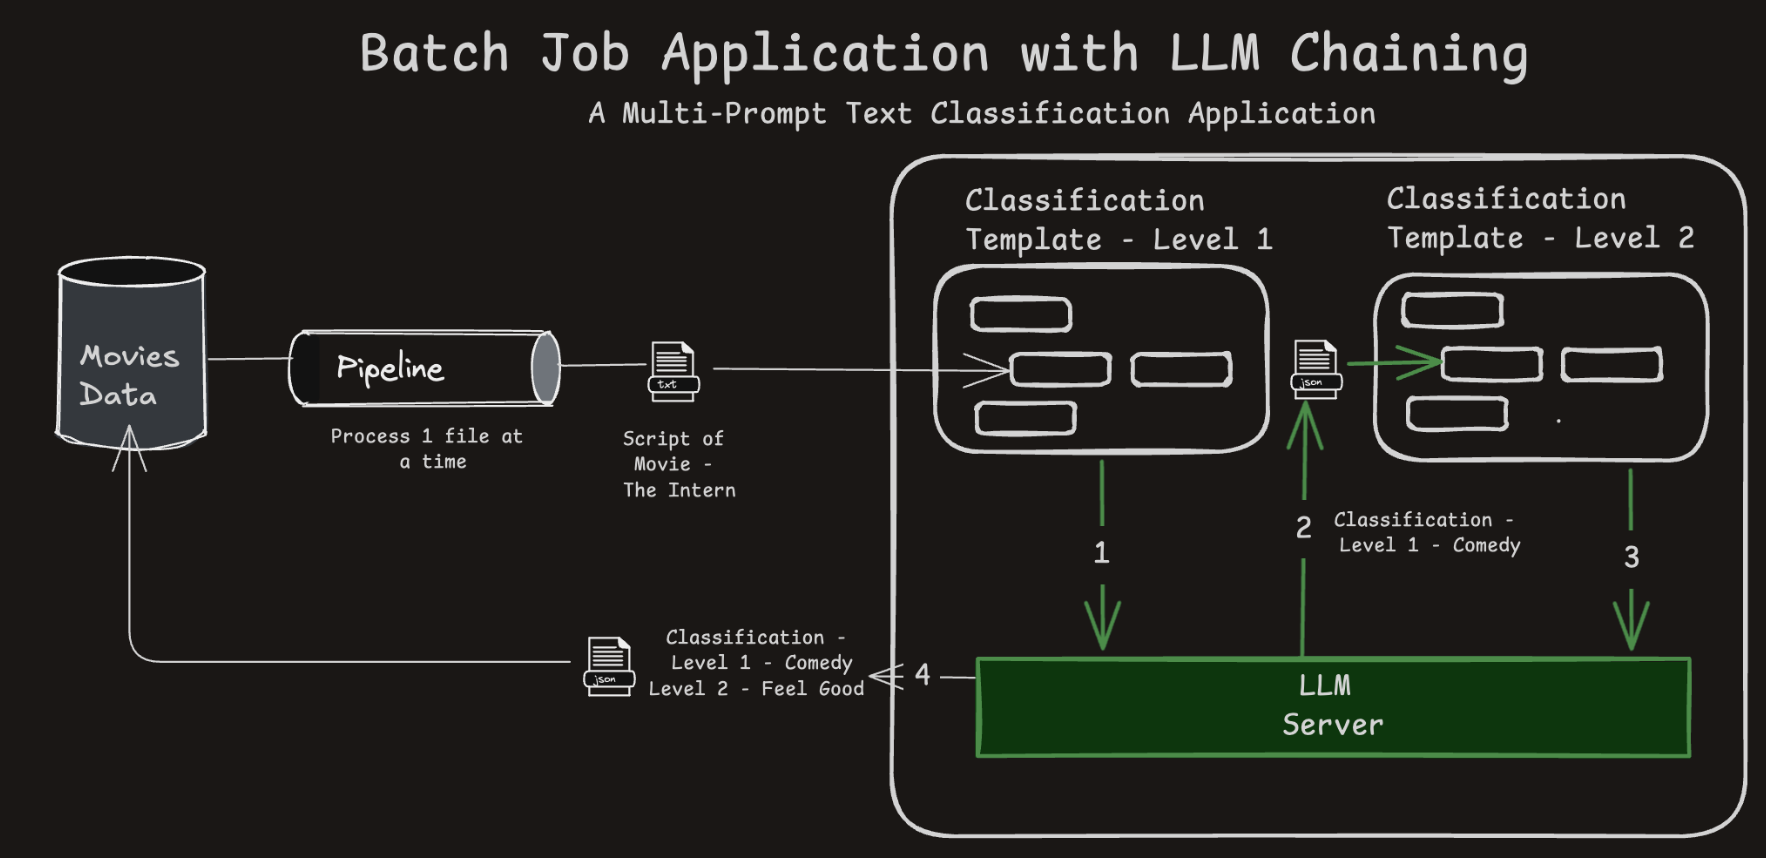 Batch Job Application with LLM Chaining
A Multi-Prompt Text Classification Application
Classification
Template - Level 1
Classification
Template - Level 2
Movies
Data
Pipeline
Process 1 file at
a time
txt
Script of
Movie -
The Intern
json
1
2
Classification -
Level 1 - Comedy
3
LLM
Server
4
Classification -
Level 1 - Comedy
Level 2 - Feel Good
json